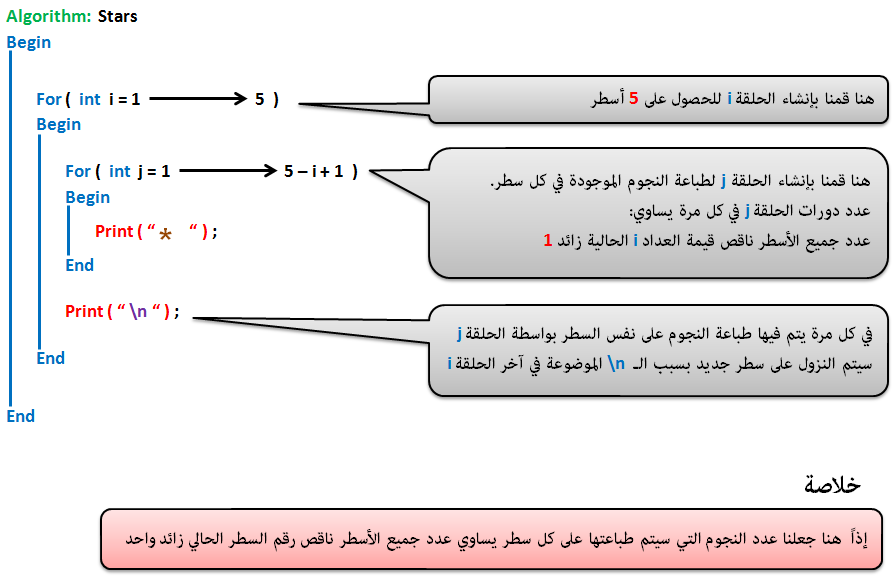 Algorithm: Stars
Begin
For ( int i = 1 5 )
هنا قمنا بإنشاء الحلقة i للحصول على 5 أسطر
Begin
For ( int j = 1 5 – i + 1 )
هنا قمنا بإنشاء الحلقة j لطباعة النجوم الموجودة في كل سطر.
عدد دورات الحلقة j في كل مرة يساوي:
عدد جميع الأسطر ناقص قيمة العداد i الحالية زائد 1
Begin
Print ( “ * “ ) ;
End
Print ( “ \n “ ) ;
في كل مرة يتم فيها طباعة النجوم على نفس السطر بواسطة الحلقة j
سيتم النزول على سطر جديد بسبب الـ \n الموضوعة في آخر الحلقة i
End
End
خلاصة
إذاً هنا جعلنا عدد النجوم التي سيتم طباعتها على كل سطر يساوي عدد جميع الأسطر ناقص رقم السطر الحالي زائد واحد